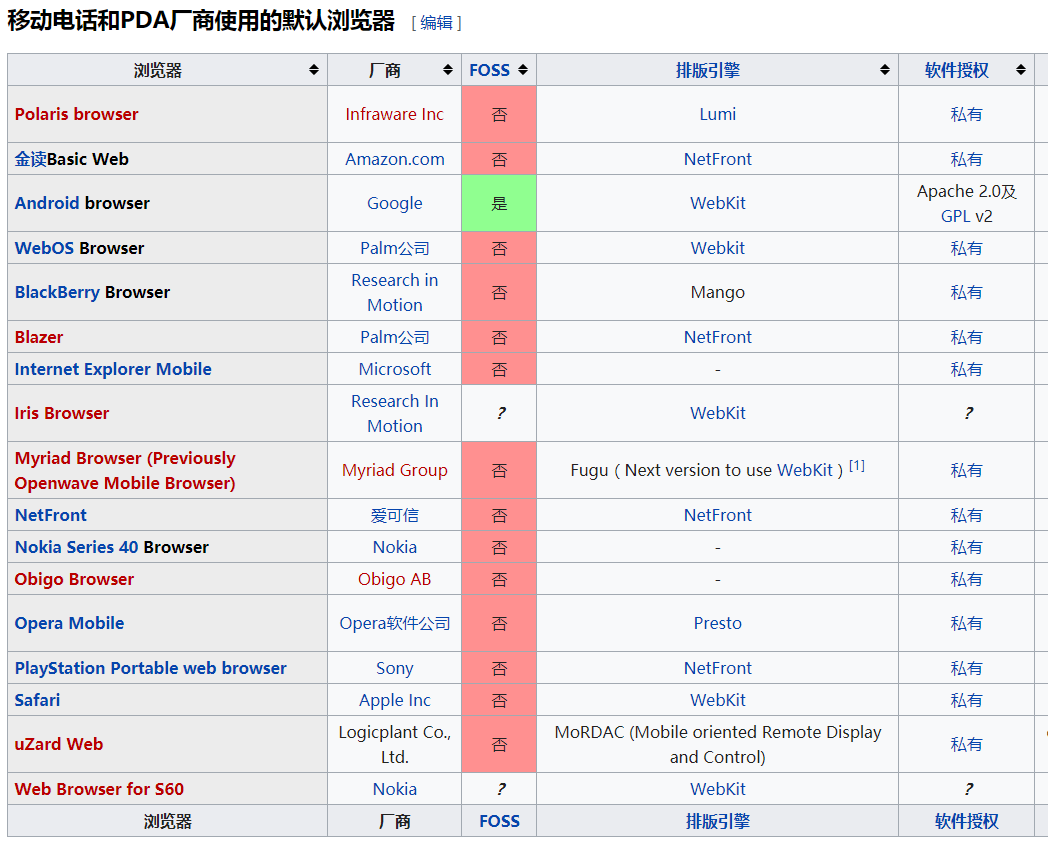 移动电话和PDA厂商使用的默认浏览器 [ 编辑 ]
浏览器 厂商 FOSS 排版引擎 软件授权
Polaris browser Infraware Inc 否 Lumi 私有
金读Basic Web Amazon.com 否 NetFront 私有
Android browser Google 是 WebKit Apache 2.0及
GPL v2
WebOS Browser Palm公司 否 Webkit 私有
BlackBerry Browser Research in
Motion 否 Mango 私有
Blazer Palm公司 否 NetFront 私有
Internet Explorer Mobile Microsoft 否 - 私有
Iris Browser Research In
Motion ? WebKit ?
Myriad Browser (Previously
Openwave Mobile Browser) Myriad Group 否 Fugu ( Next version to use WebKit ) [1] 私有
NetFront 爱可信 否 NetFront 私有
Nokia Series 40 Browser Nokia 否 - 私有
Obigo Browser Obigo AB 否 - 私有
Opera Mobile Opera软件公司 否 Presto 私有
PlayStation Portable web browser Sony 否 NetFront 私有
Safari Apple Inc 否 WebKit 私有
uZard Web Logicplant Co.,
Ltd. 否 MoRDAC (Mobile oriented Remote Display
and Control) 私有
Web Browser for S60 Nokia ? WebKit ?
浏览器 厂商 FOSS 排版引擎 软件授权